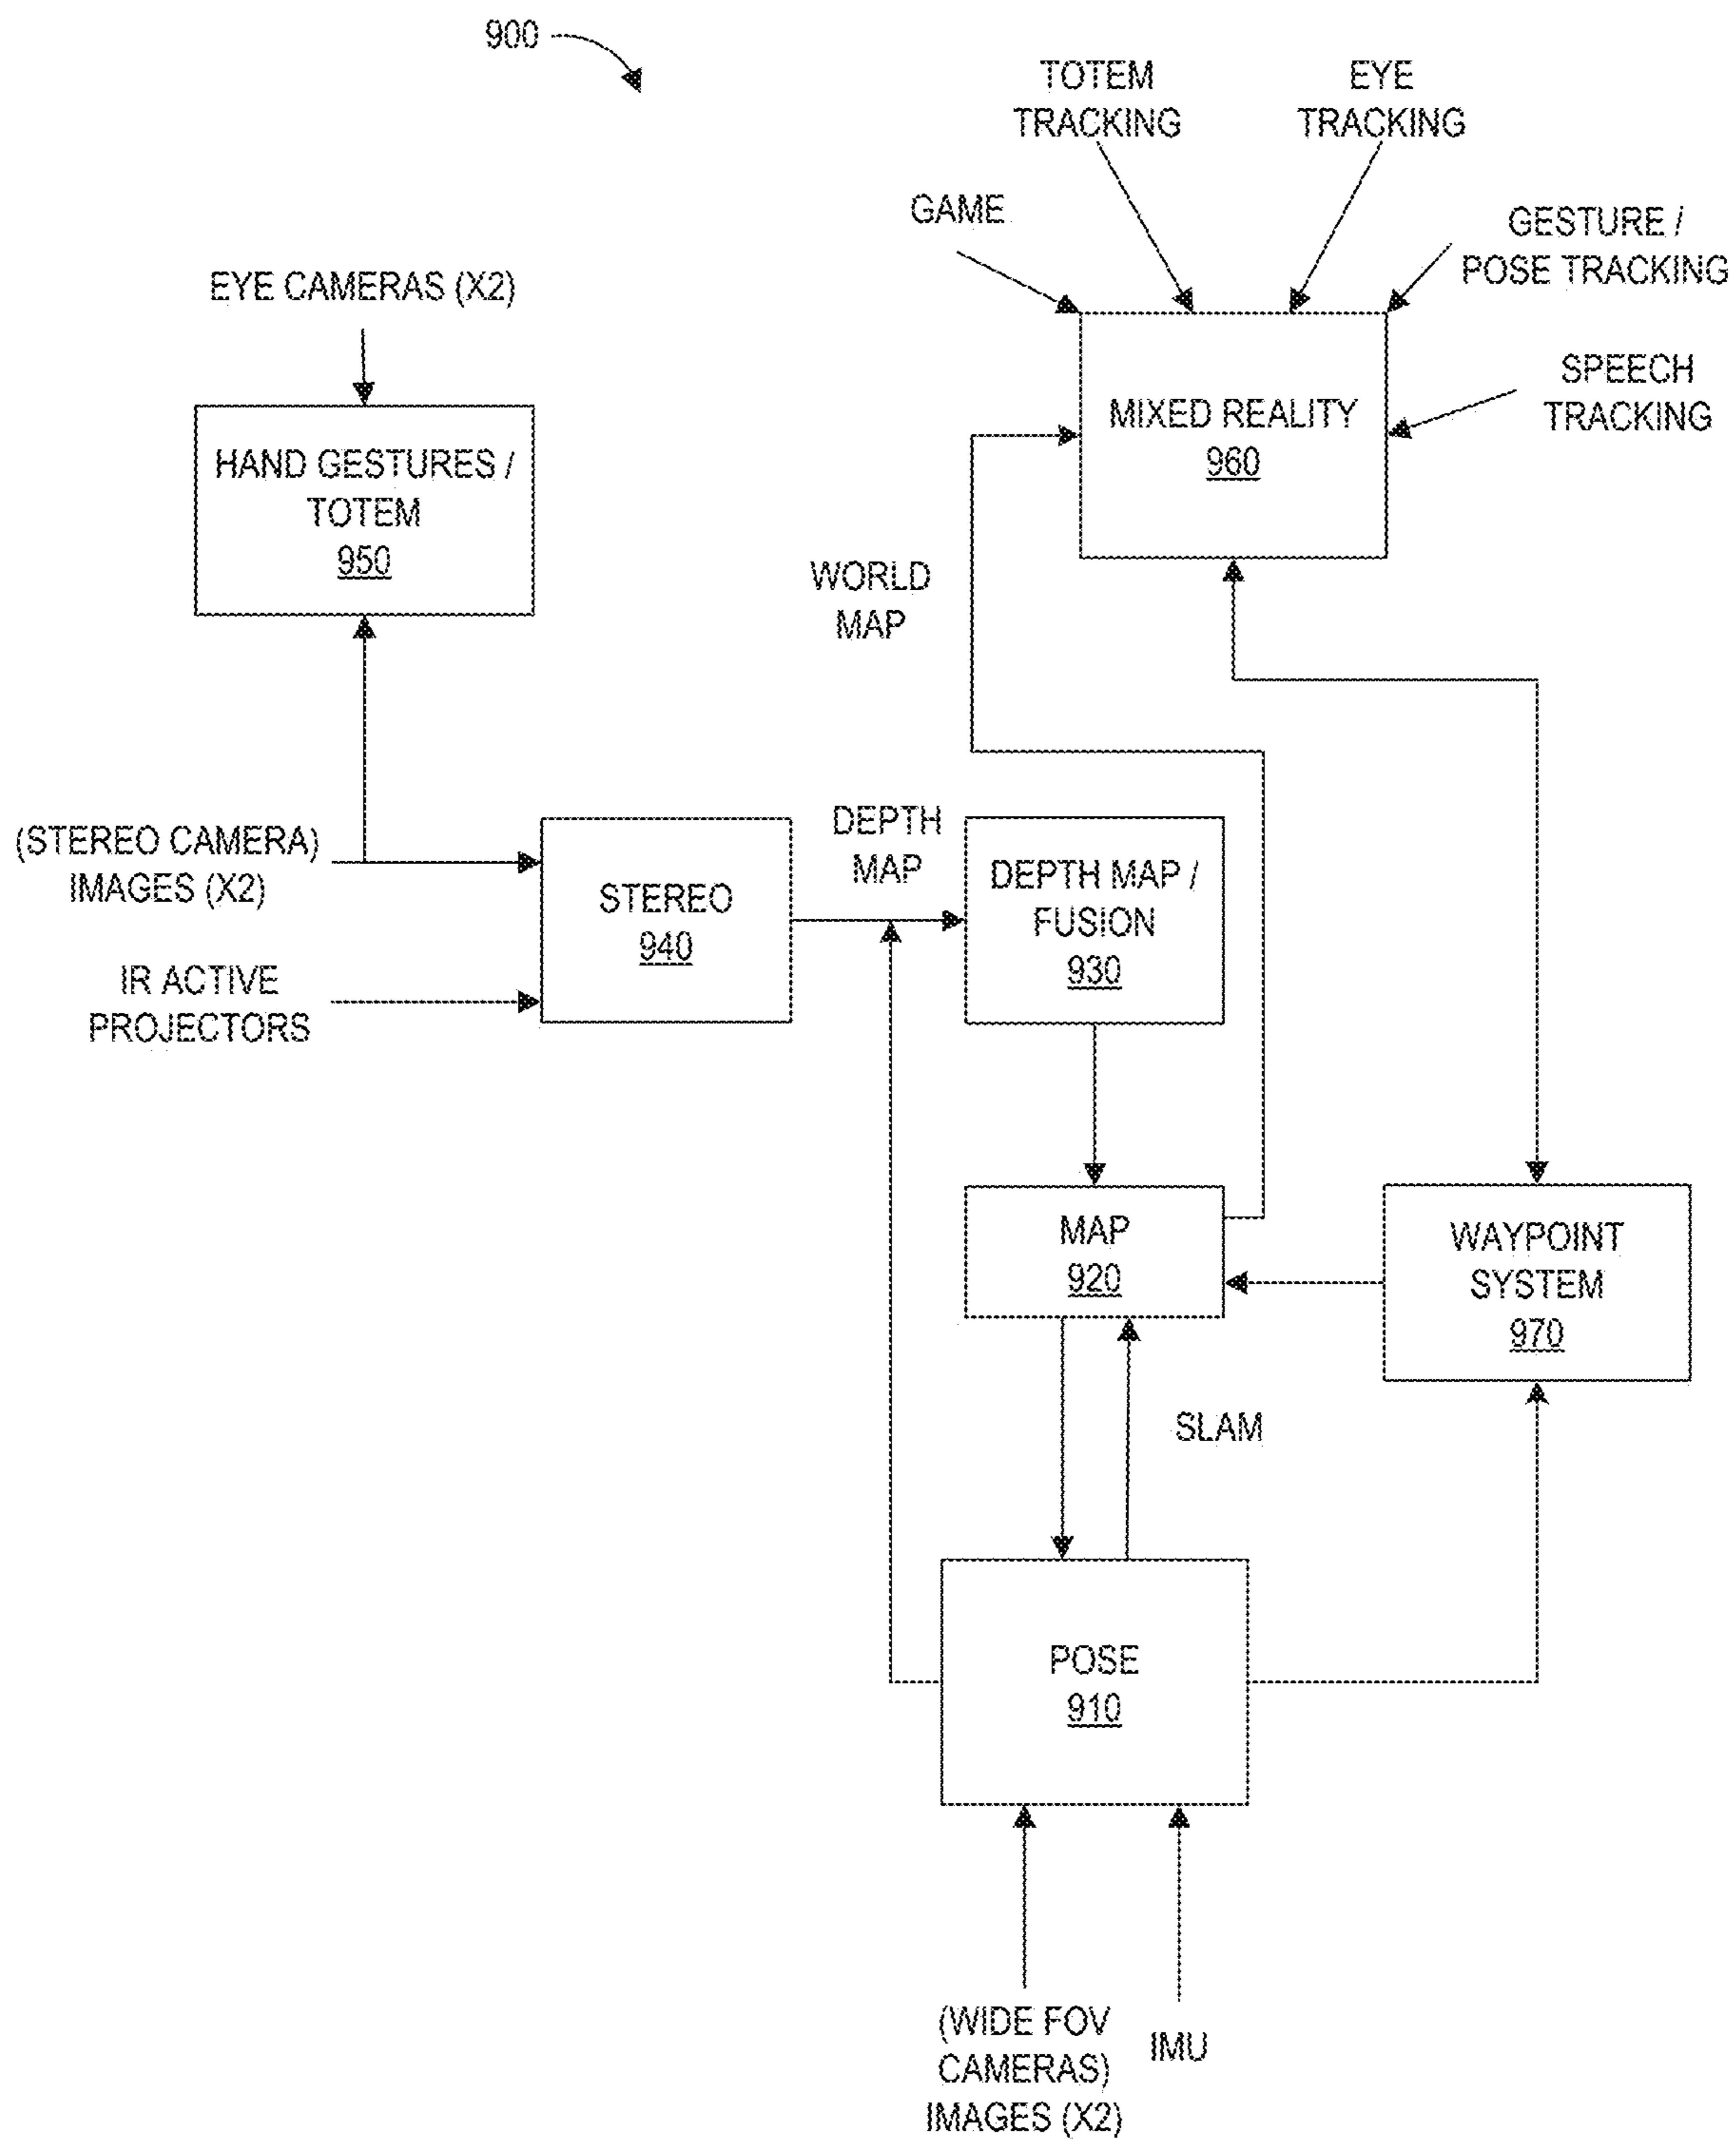 900
TOTEM
TRACKING
EYE
TRACKING
GAME
GESTURE /
POSE TRACKING
EYE CAMERAS (X2)
SPEECH
TRACKING
MIXED REALITY
960
HAND GESTURES /
TOTEM
950
WORLD
MAP
(STEREO CAMERA)
IMAGES (X2)
IR ACTIVE
PROJECTORS
STEREO
940
DEPTH
MAP
DEPTH MAP /
FUSION
930
MAP
920
WAYPOINT
SYSTEM
970
SLAM
POSE
910
(WIDE FOV
CAMERAS)
IMAGES (X2)
IMU